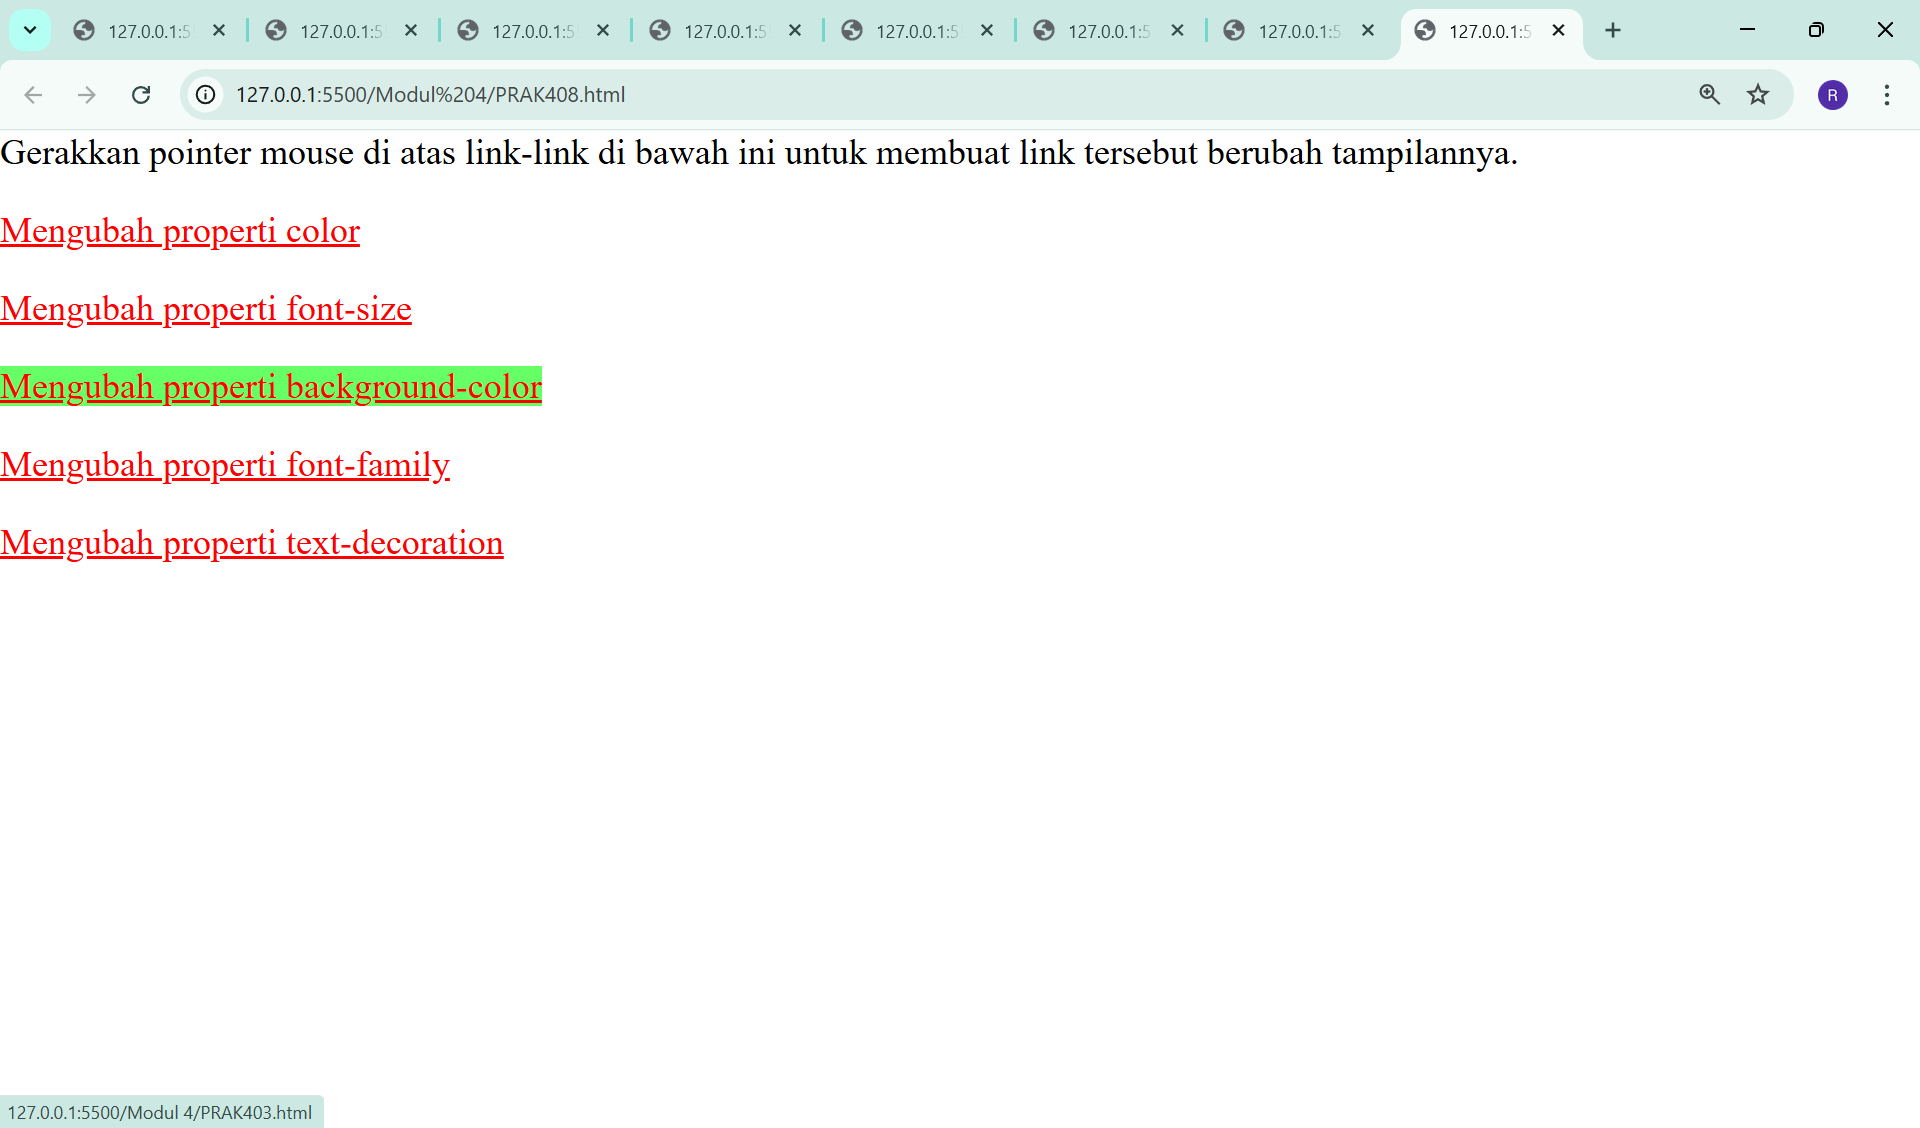 127.0.0.1:5 127.0.0.1:5 127.0.0.1:5 127.0.0.1:5 127.0.0.1:5 127.0.0.1:5 127.0.0.1:5 127.0.0.1:5
127.0.0.1:5500/Modul%204/PRAK408.html R
Gerakkan pointer mouse di atas link-link di bawah ini untuk membuat link tersebut berubah tampilannya.
Mengubah properti color
Mengubah properti font-size
Mengubah properti background-color
Mengubah properti font-family
Mengubah properti text-decoration
127.0.0.1:5500/Modul 4/PRAK403.html